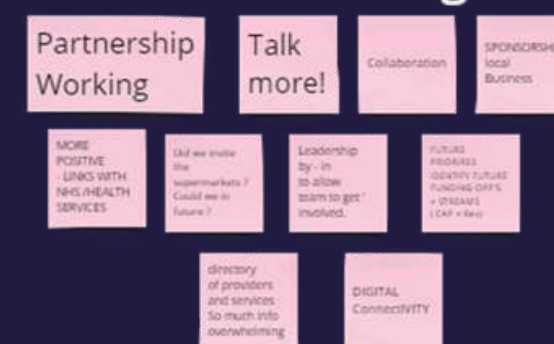 Partnership
Working
Talk
more!
Collaboration
local
Business
MORE
POSITIVE
- LINKS WITH
NHS /HEALTH
SERVICES
Did we invite
the
supermarkets ?
Could we in
future ?
Leadership
by - in
to allow
team to get '
involved.
FUTURE
PRIORITIES
IDENTIFY FUTURE
FUNDING OPPS
+ STREAMS
directory
of providers
and services
So much info
overwhelming
DIGITAL
ConnectiVITY